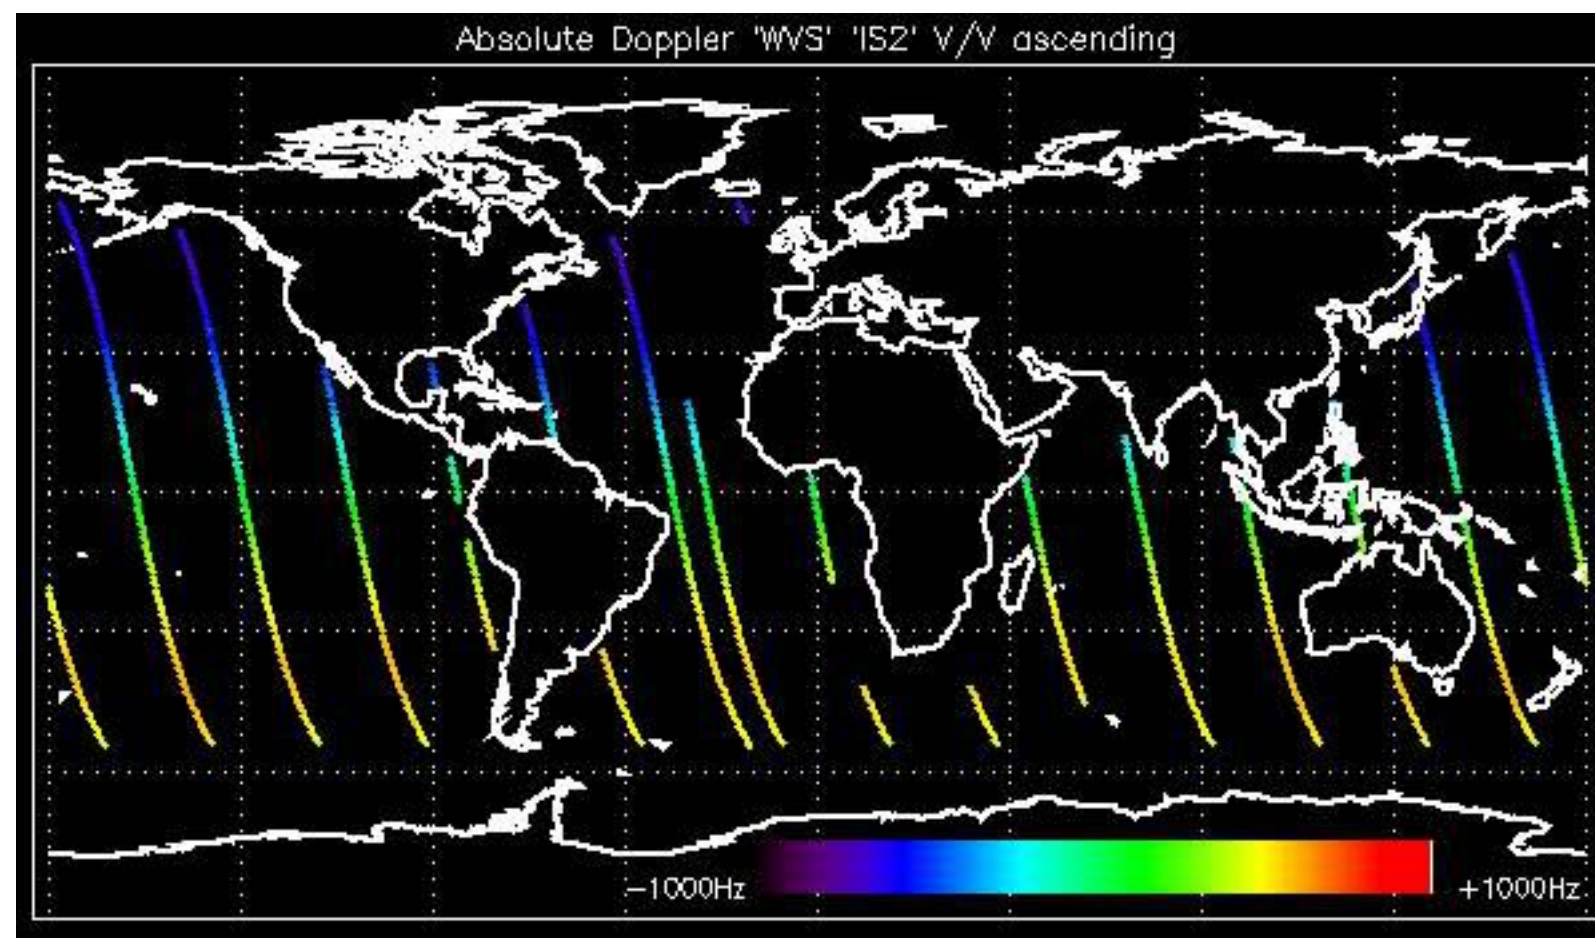 Absolute Doppler 'WVS' 'IS2' V/V ascending
−1000Hz +1000Hz